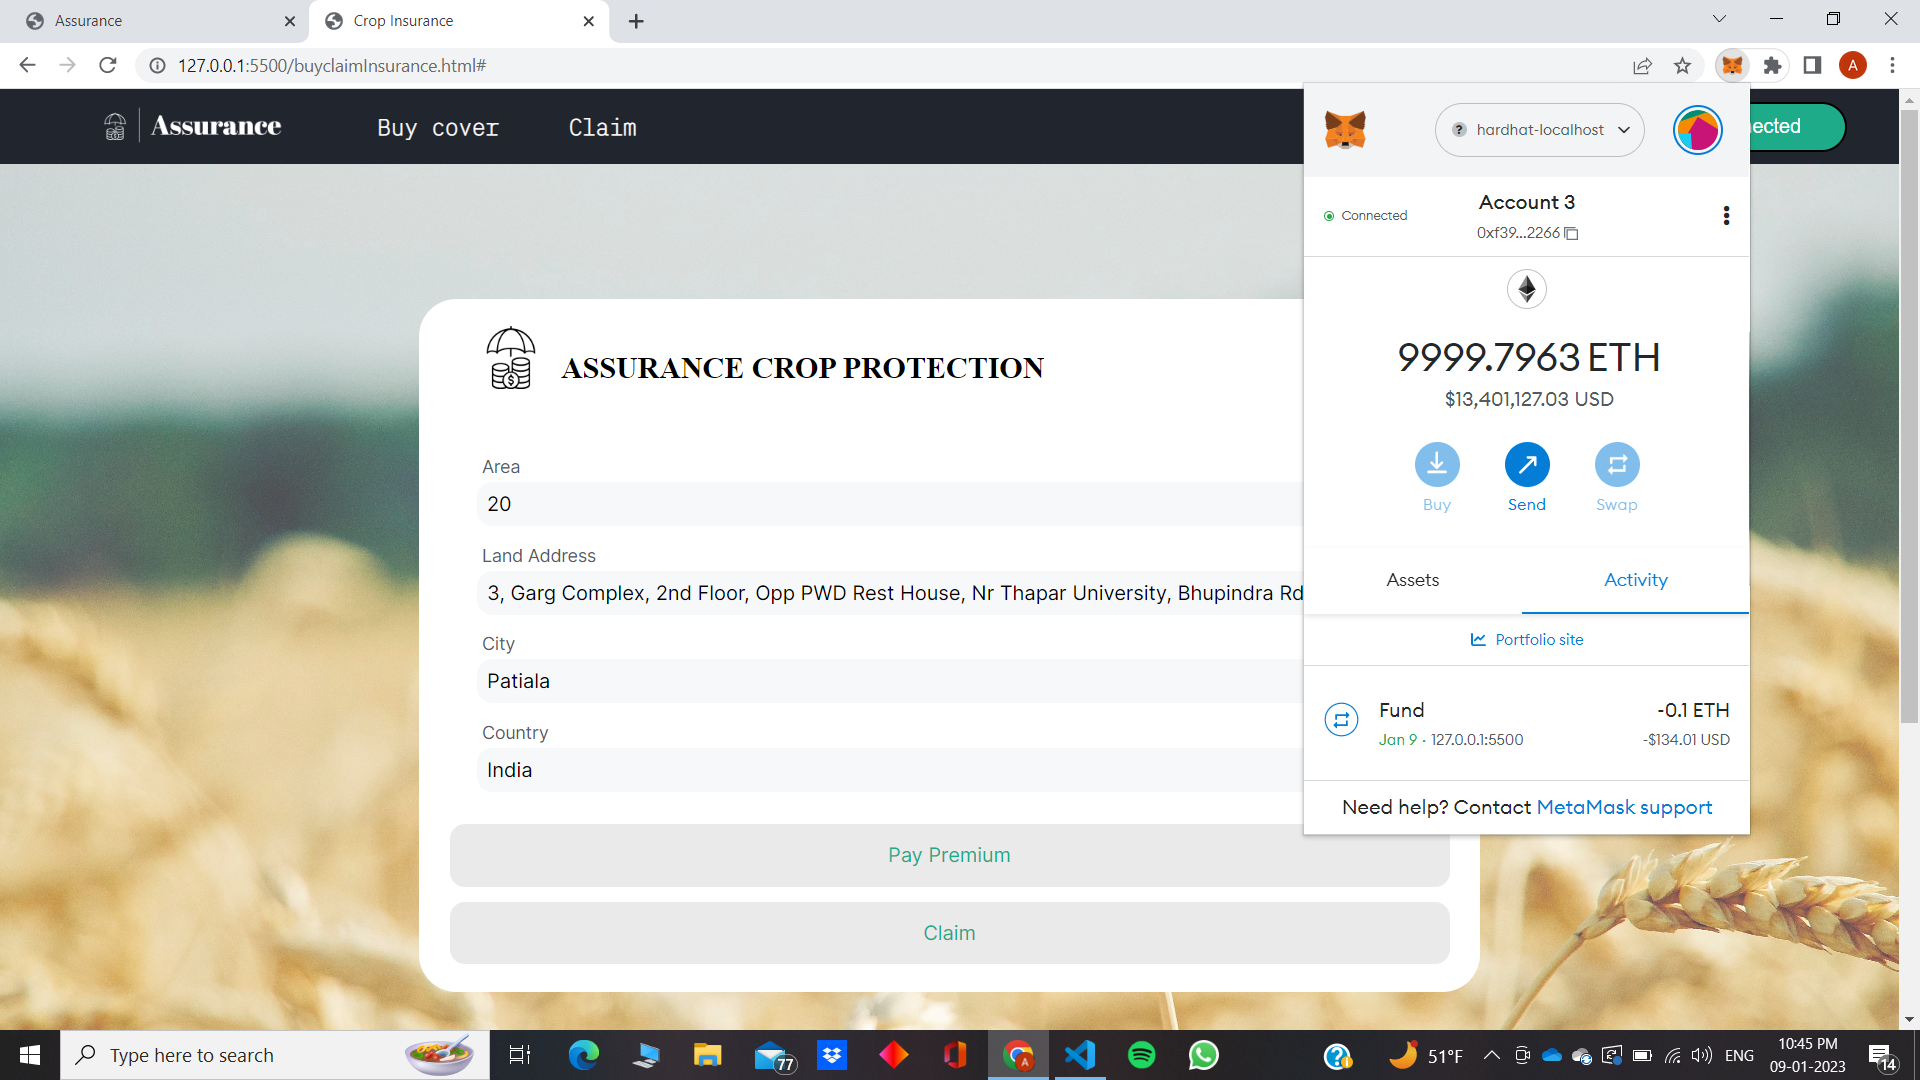 Assurance
Crop Insurance
127.0.0.1:5500/buyclaimInsurance.html#
A
Assurance
Buy cover
Claim
nected
hardhat-localhost
Connected
Account 3
0xf39...2266
9999.7963 ETH
$13,401,127.03 USD
Buy
Send
Swap
Assets
Activity
Portfolio site
Fund
-0.1 ETH
Jan 9 · 127.0.0.1:5500
-$134.01 USD
Need help? Contact MetaMask support
ASSURANCE CROP PROTECTION
Area
20
Land Address
3, Garg Complex, 2nd Floor, Opp PWD Rest House, Nr Thapar University, Bhupindra Rd
City
Patiala
Country
India
Pay Premium
Claim
Type here to search
77
A
51°F
ENG
10:45 PM
09-01-2023
14